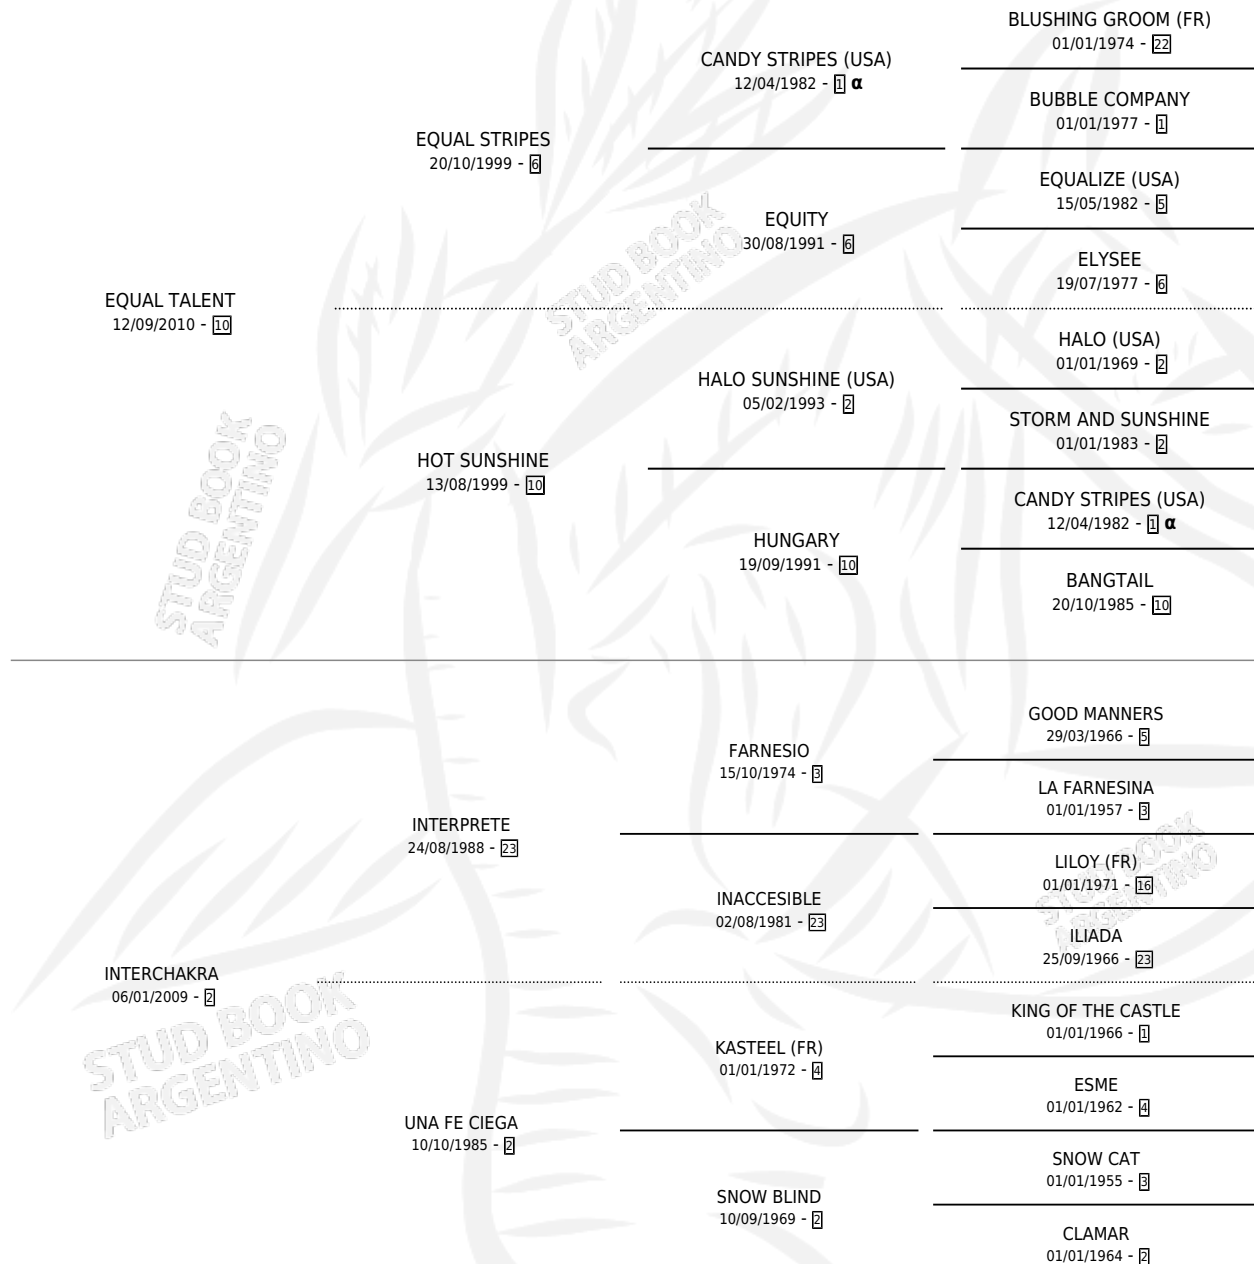 BLUSHING GROOM (FR)
01/01/1974 - 22
CANDY STRIPES (USA)
12/04/1982 - 1 α
BUBBLE COMPANY
01/01/1977 - 1
EQUAL STRIPES
20/10/1999 - 6
EQUALIZE (USA)
15/05/1982 - 5
EQUITY
30/08/1991 - 6
ELYSEE
19/07/1977 - 6
EQUAL TALENT
12/09/2010 - 10
HALO (USA)
01/01/1969 - 2
HALO SUNSHINE (USA)
05/02/1993 - 2
STORM AND SUNSHINE
01/01/1983 - 2
HOT SUNSHINE
13/08/1999 - 10
CANDY STRIPES (USA)
12/04/1982 - 1 α
HUNGARY
19/09/1991 - 10
BANGTAIL
20/10/1985 - 10
GOOD MANNERS
29/03/1966 - 5
FARNESIO
15/10/1974 - 3
LA FARNESINA
01/01/1957 - 3
INTERPRETE
24/08/1988 - 23
LILOY (FR)
01/01/1971 - 16
INACCESIBLE
02/08/1981 - 23
ILIADA
25/09/1966 - 23
INTERCHAKRA
06/01/2009 - 2
KING OF THE CASTLE
01/01/1966 - 1
KASTEEL (FR)
01/01/1972 - 4
ESME
01/01/1962 - 4
UNA FE CIEGA
10/10/1985 - 2
SNOW CAT
01/01/1955 - 3
SNOW BLIND
10/09/1969 - 2
CLAMAR
01/01/1964 - 2
STUD BOOK
ARGENTINO
STUD BOOK
ARGENTINO
STUD BOOK
ARGENTINO
STUD BOOK
ARGENTINO